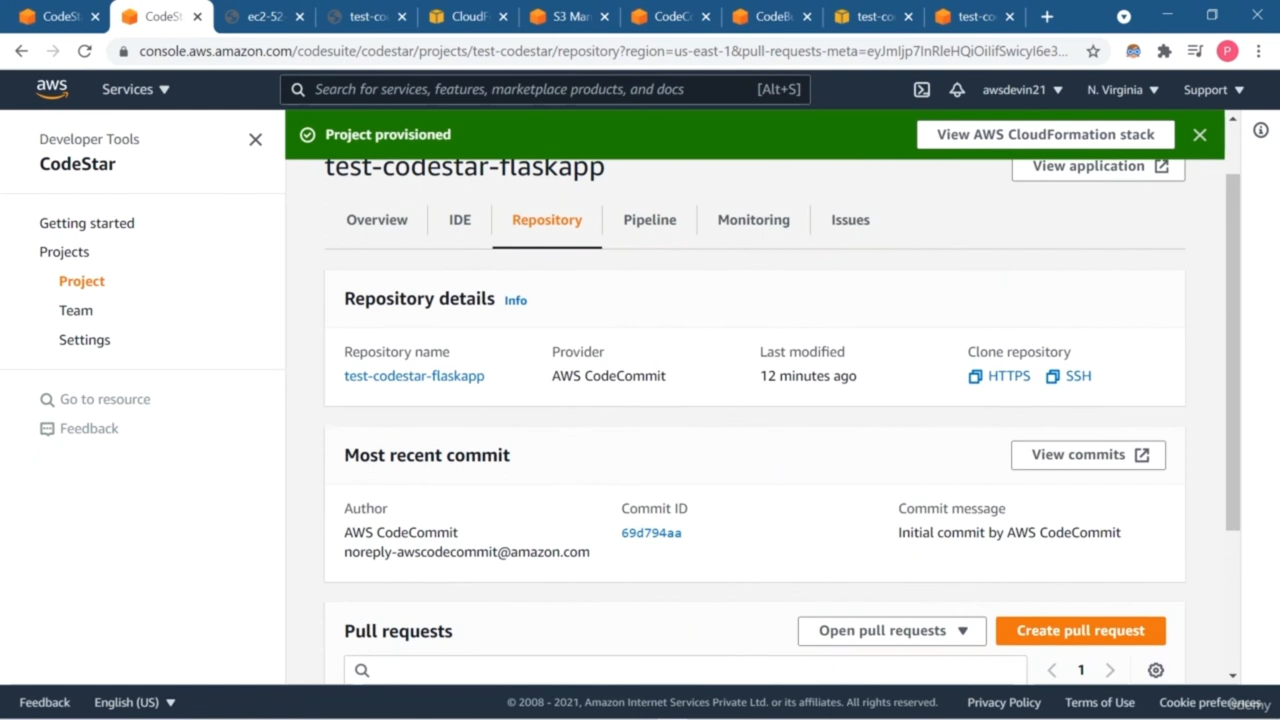 CodeSt
CodeSt
ec2-52-
test-co
CloudF
S3 Ma
CodeC
CodeB
test-co
test-co
console.aws.amazon.com/codesuite/codestar/projects/test-codestar/repository?region=us-east-1&pull-requests-meta=eyJmIjp7InRleHQiOiIifSwicyI6e3...
P
aws
Services ▼
Search for services, features, marketplace products, and docs
[Alt+S]
awsdevin21 ▼
N. Virginia ▼
Support ▼
Developer Tools
CodeStar
Getting started
Projects
Project
Team
Settings
Go to resource
Feedback
Project provisioned
View AWS CloudFormation stack
test-codestar-flaskapp
View application
Overview
IDE
Repository
Pipeline
Monitoring
Issues
Repository details Info
Repository name
Provider
Last modified
Clone repository
test-codestar-flaskapp
AWS CodeCommit
12 minutes ago
HTTPS SSH
Most recent commit
View commits
Author
Commit ID
Commit message
AWS CodeCommit
69d794aa
Initial commit by AWS CodeCommit
noreply-awscodecommit@amazon.com
Pull requests
Open pull requests ▼
Create pull request
1
Feedback
English (US) ▼
© 2008 - 2021, Amazon Internet Services Private Ltd. or its affiliates. All rights reserved.
Privacy Policy
Terms of Use
Cookie preferences
Udemy